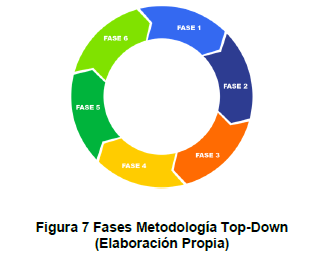 FASE 1
FASE 2
FASE 3
FASE 4
FASE 5
FASE 6
Figura 7 Fases Metodología Top-Down
(Elaboración Propia)